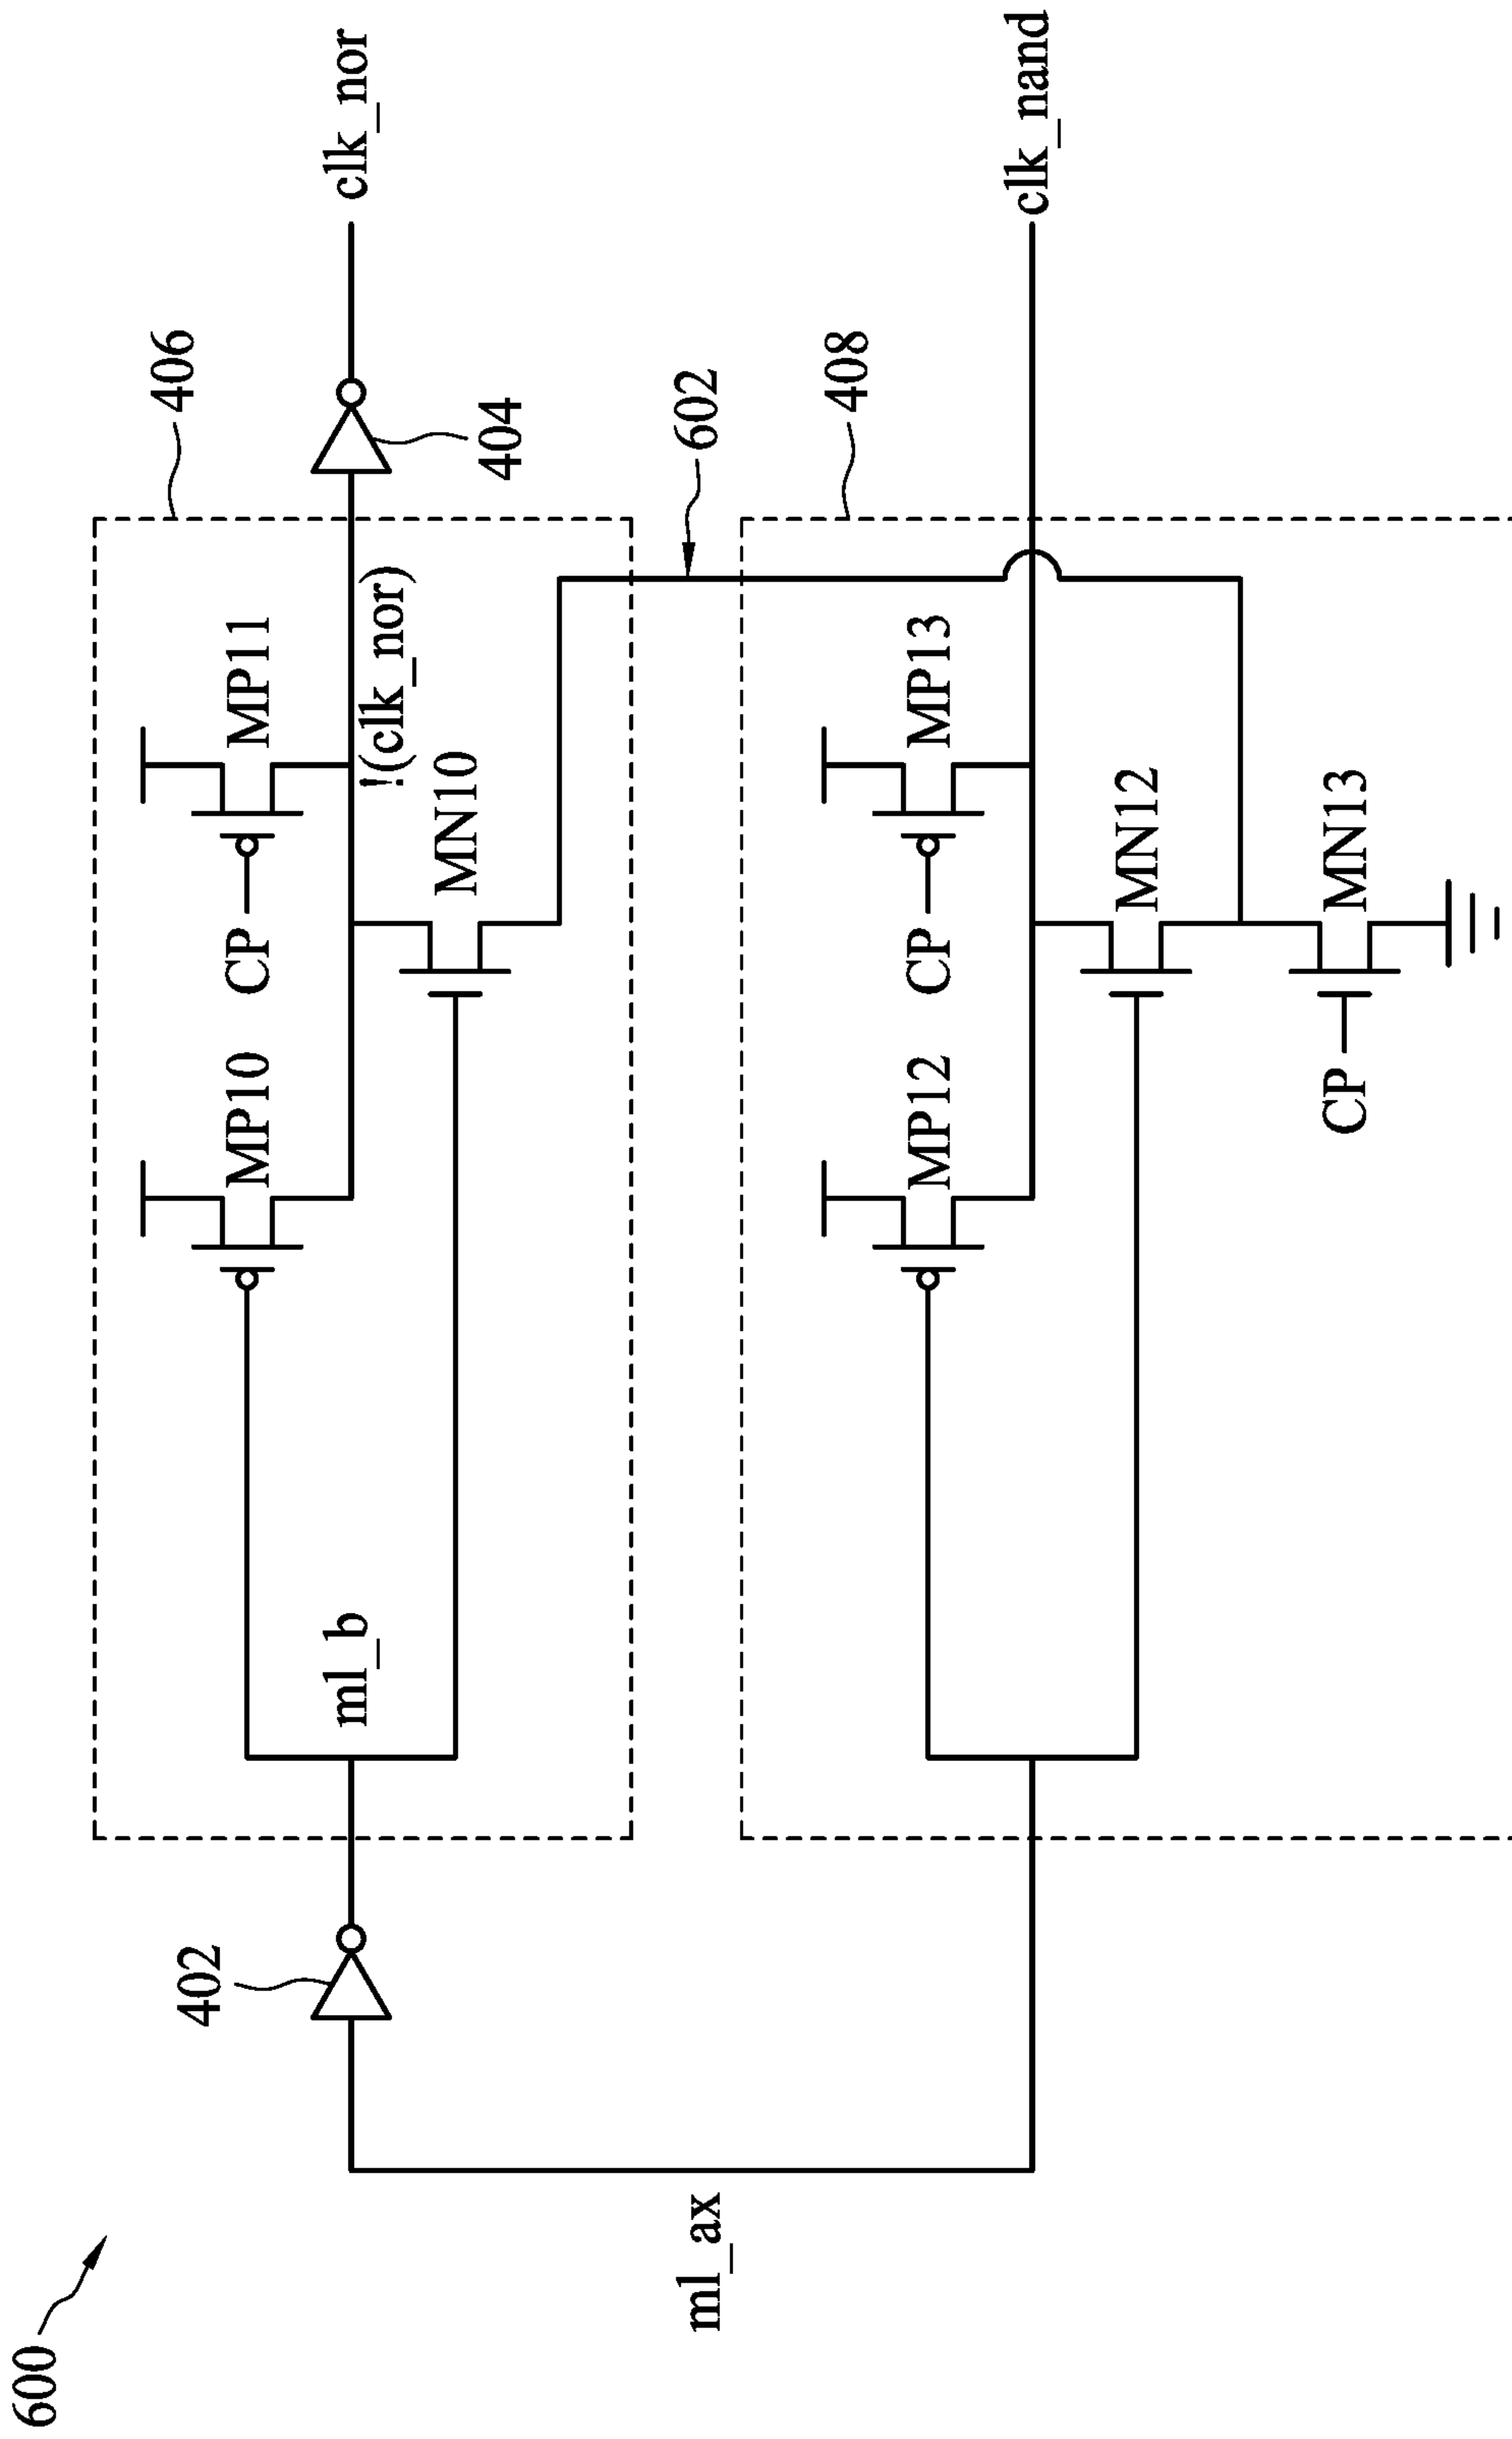 600
402
ml_b
406
MP10
MP11
CP
!(clk_nor)
MN10
404
clk_nor
602
ml_ax
408
MP12
MP13
CP
MN12
MN13
CP
clk_nand